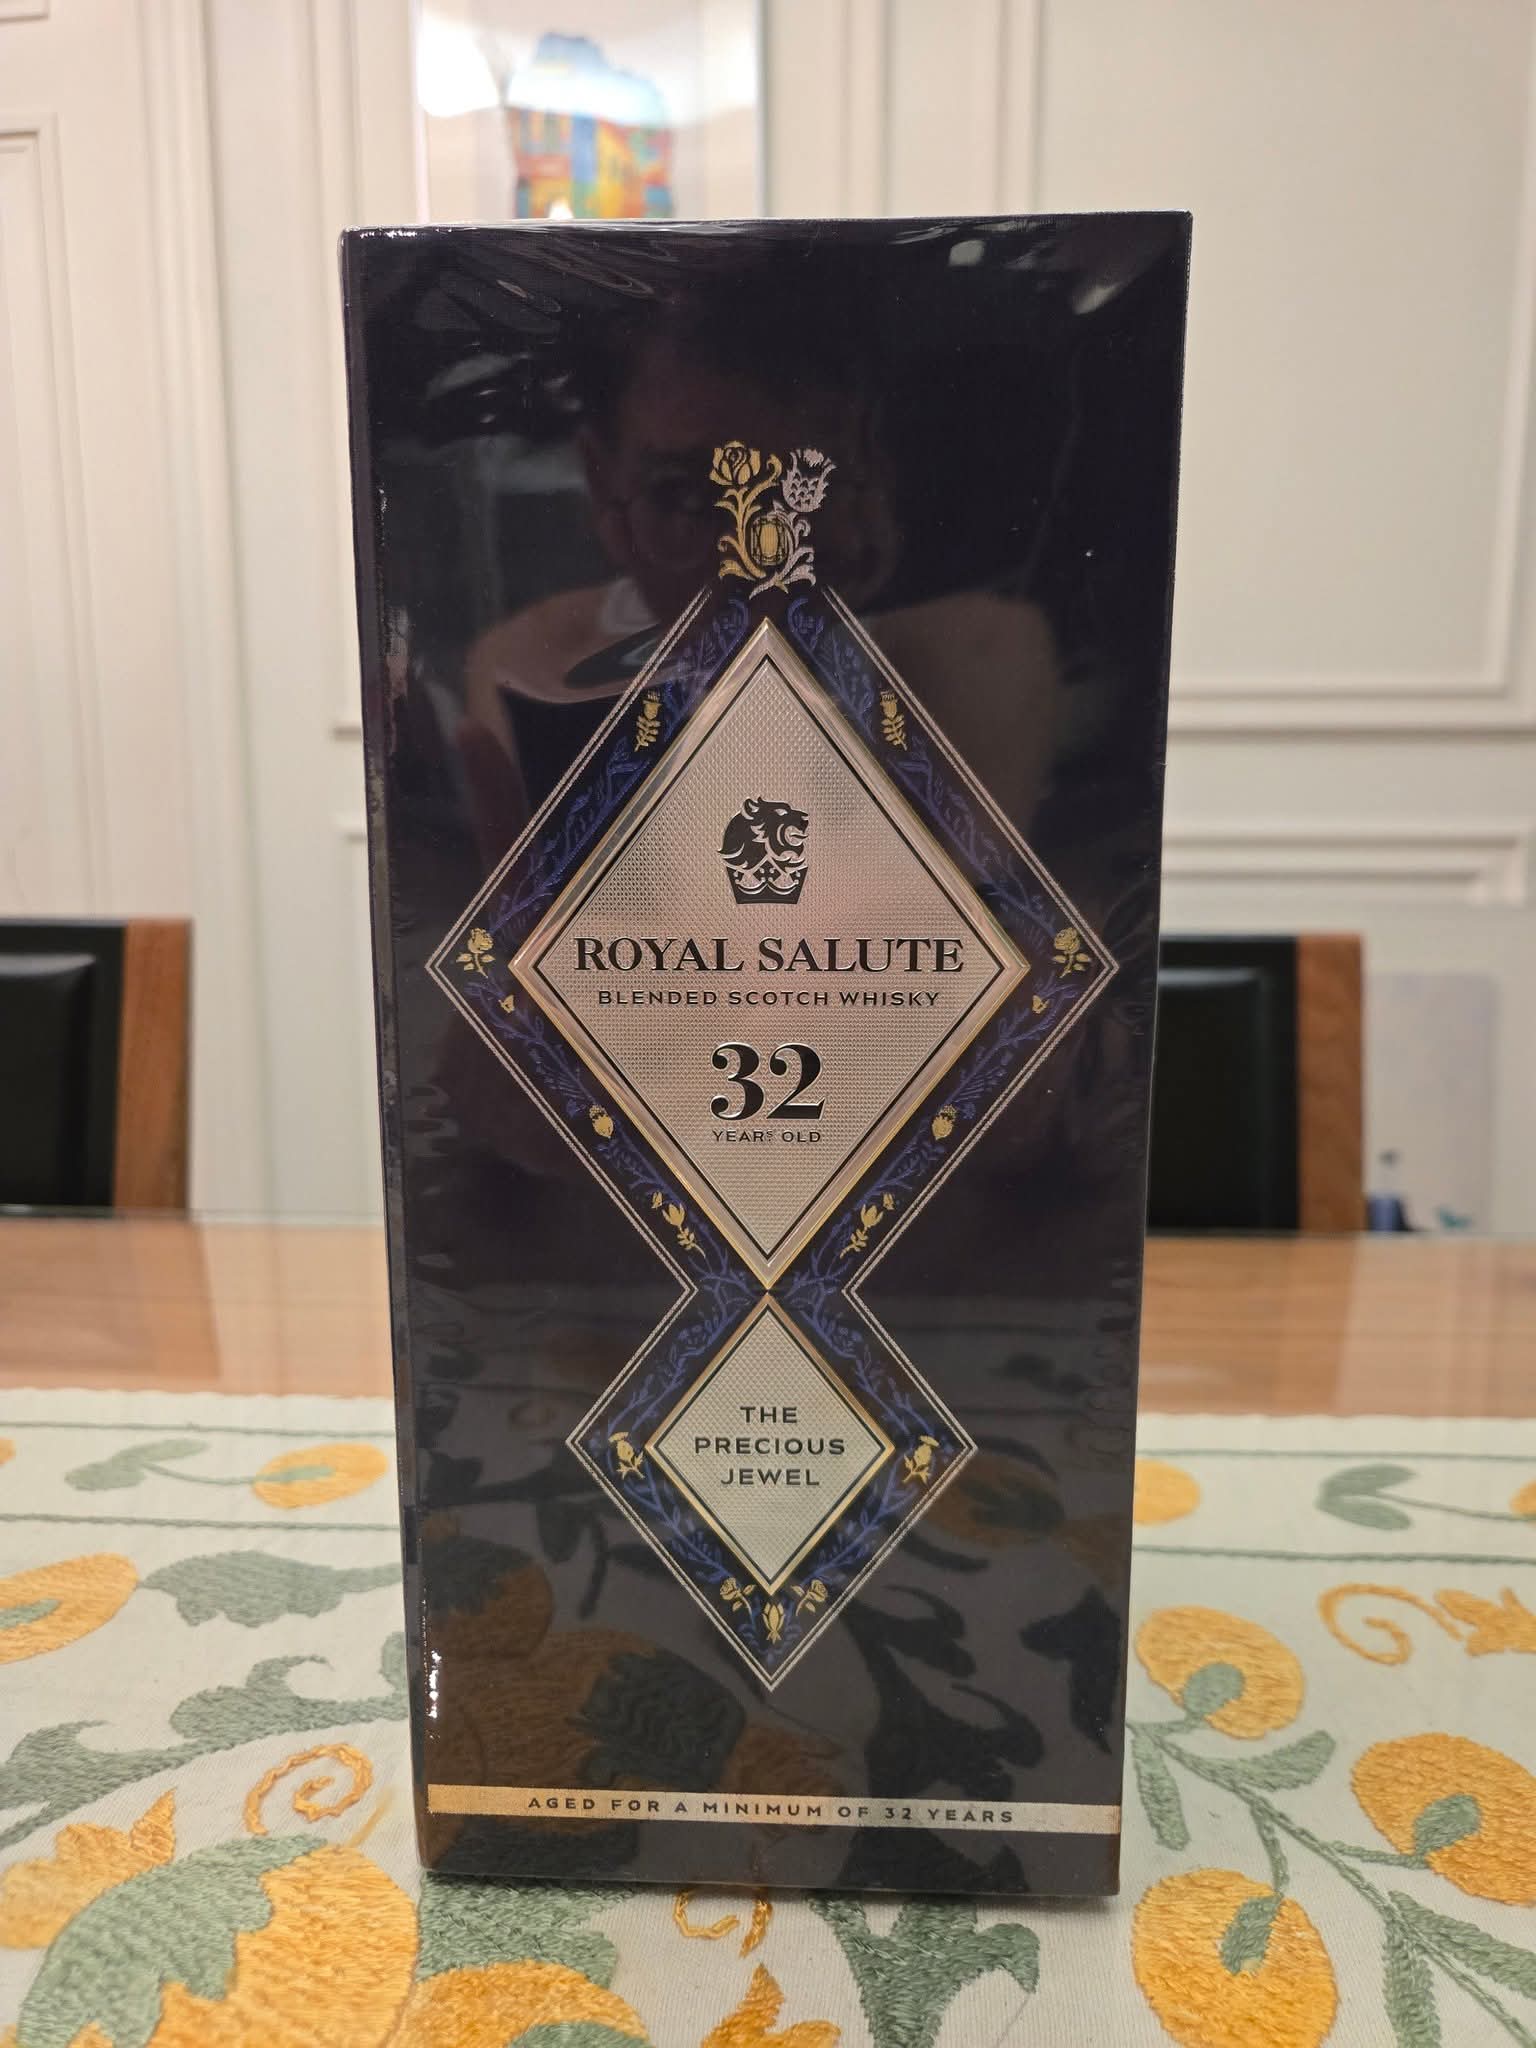 ROYAL SALUTE
BLENDED SCOTCH WHISKY
32
YEARS OLD
THE
PRECIOUS
JEWEL
AGED FOR A MINIMUM OF 32 YEARS